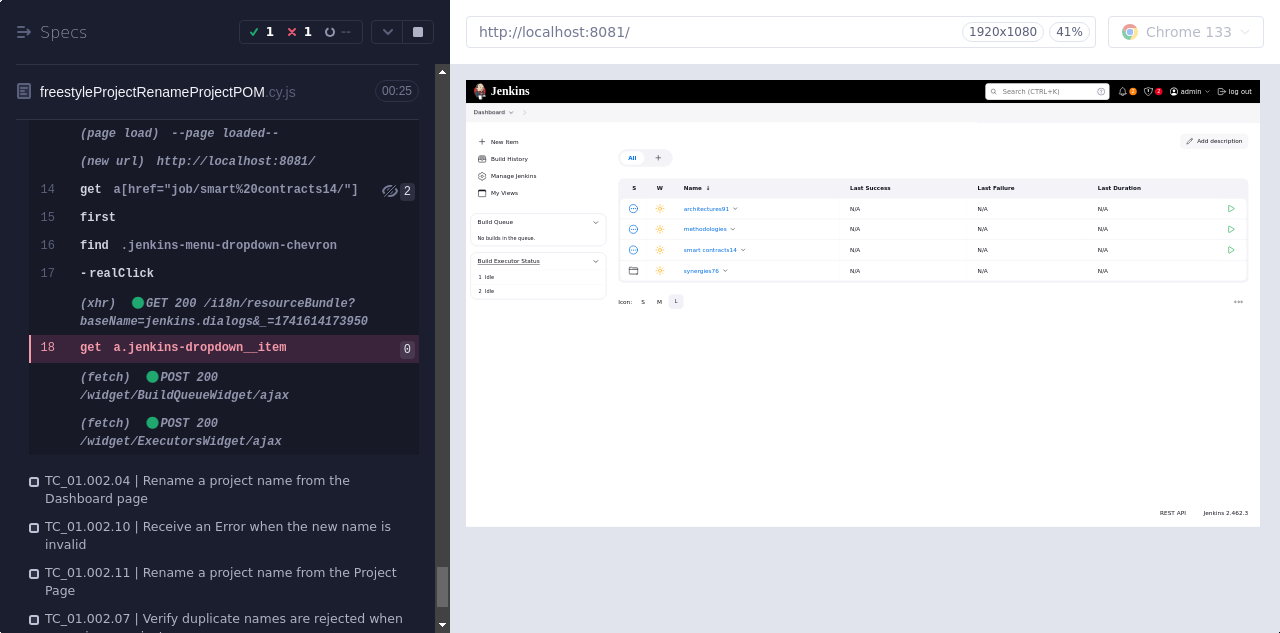 Specs
1
1
--
freestyleProjectRenameProjectPOM.cy.js
00:25
(page load) --page loaded--
(new url) http://localhost:8081/
14 get a[href="job/smart%20contracts14/"] 2
15 first
16 find .jenkins-menu-dropdown-chevron
17 -realClick
(xhr) GET 200 /i18n/resourceBundle?
baseName=jenkins.dialogs&_=1741614173950
18 get a.jenkins-dropdown__item 0
(fetch) POST 200
/widget/BuildQueueWidget/ajax
(fetch) POST 200
/widget/ExecutorsWidget/ajax
TC_01.002.04 | Rename a project name from the
Dashboard page
TC_01.002.10 | Receive an Error when the new name is
invalid
TC_01.002.11 | Rename a project name from the Project
Page
TC_01.002.07 | Verify duplicate names are rejected when
http://localhost:8081/
1920x1080
41%
Chrome 133
Jenkins
Search (CTRL+K)
2
2
admin
log out
Dashboard
New Item
Build History
Manage Jenkins
My Views
Build Queue
No builds in the queue.
Build Executor Status
1 Idle
2 Idle
Add description
All
+
S W Name ↓ Last Success Last Failure Last Duration
architectures91 N/A N/A N/A
methodologies N/A N/A N/A
smart contracts14 N/A N/A N/A
synergies76 N/A N/A N/A
Icon: S M L
REST API
Jenkins 2.462.3